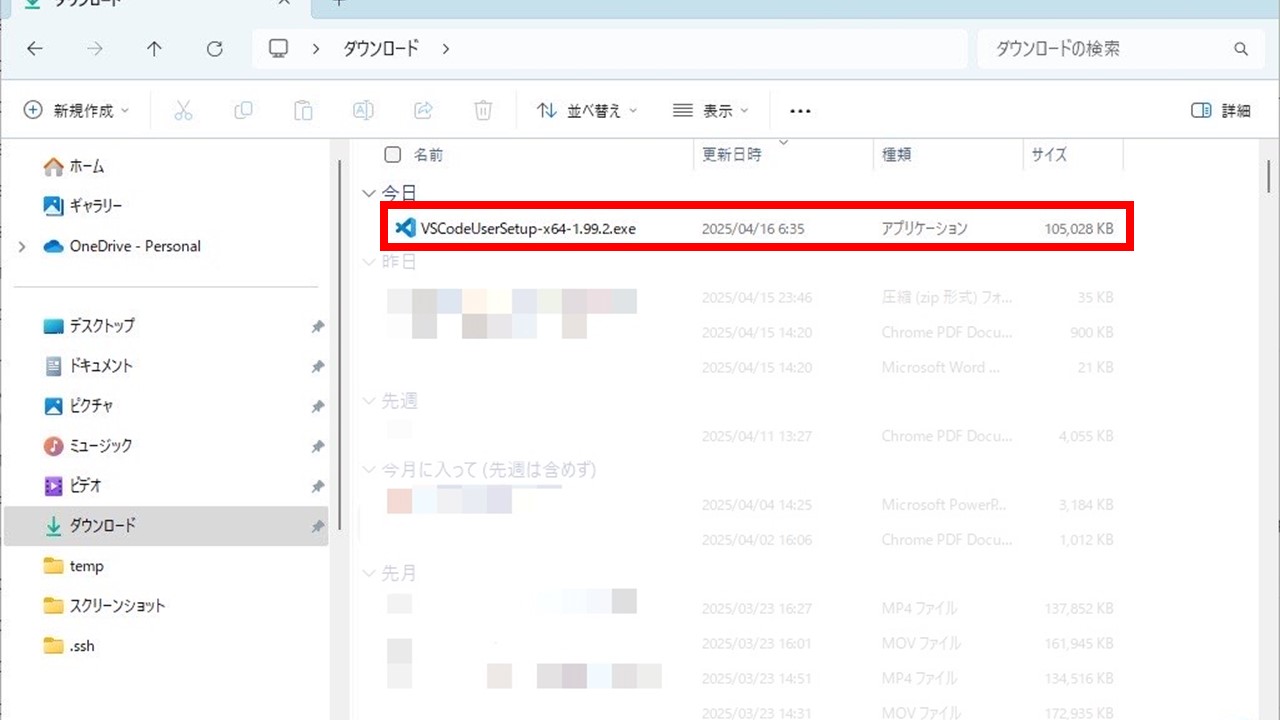 ダウンロード
ダウンロード
ダウンロードの検索
新規作成
並べ替え
表示
詳細
ホーム
ギャラリー
OneDrive - Personal
デスクトップ
ドキュメント
ピクチャ
ミュージック
ビデオ
ダウンロード
temp
スクリーンショット
.ssh
名前 更新日時 種類 サイズ
今日
VSCodeUserSetup-x64-1.99.2.exe 2025/04/16 6:35 アプリケーション 105,028 KB
昨日
2025/04/15 23:46 圧縮 (zip 形式) フォ... 35 KB
2025/04/15 14:20 Chrome PDF Docu... 900 KB
2025/04/15 14:20 Microsoft Word ... 21 KB
先週
2025/04/11 13:27 Chrome PDF Docu... 4,055 KB
今月に入って (先週は含めず)
2025/04/04 14:25 Microsoft PowerP... 3,184 KB
2025/04/02 16:06 Chrome PDF Docu... 1,012 KB
先月
2025/03/23 16:27 MP4 ファイル 137,852 KB
2025/03/23 16:01 MOV ファイル 161,945 KB
2025/03/23 14:51 MP4 ファイル 134,516 KB
2025/03/23 14:31 MOV ファイル 172,935 KB